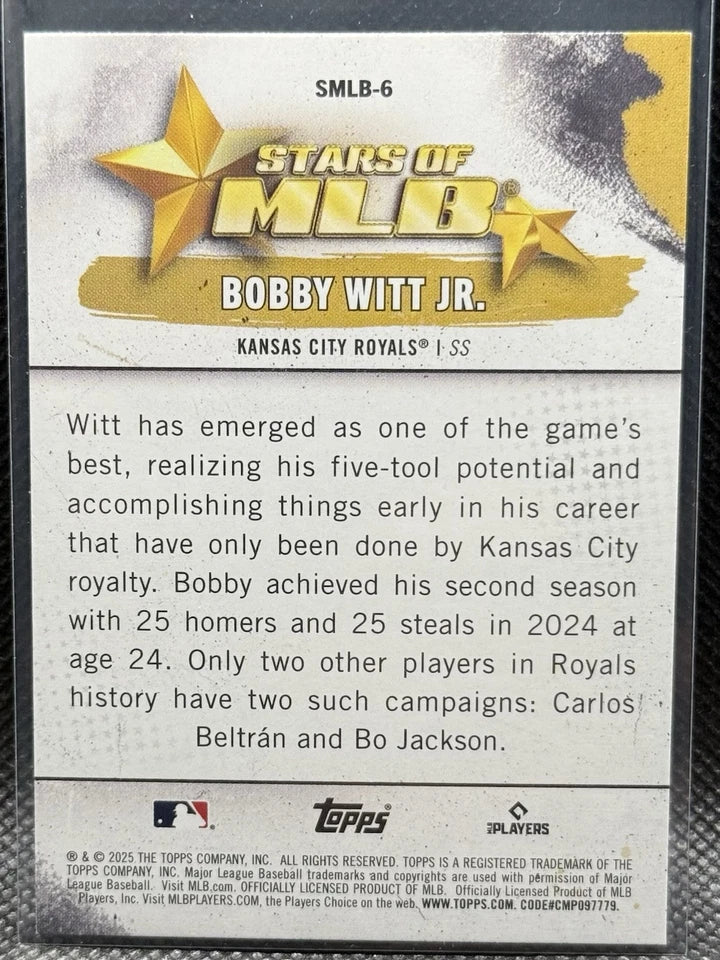 SMLB-6
STARS OF
MLB®
BOBBY WITT JR.
KANSAS CITY ROYALS® | SS
Witt has emerged as one of the game's
best, realizing his five-tool potential and
accomplishing things early in his career
that have only been done by Kansas City
royalty. Bobby achieved his second season
with 25 homers and 25 steals in 2024 at
age 24. Only two other players in Royals
history have two such campaigns: Carlos
Beltrán and Bo Jackson.
Topps® PLAYERS
® & © 2025 THE TOPPS COMPANY, INC. ALL RIGHTS RESERVED. TOPPS IS A REGISTERED TRADEMARK OF THE
TOPPS COMPANY, INC. Major League Baseball trademarks and copyrights are used with permission of Major
League Baseball. Visit MLB.com. OFFICIALLY LICENSED PRODUCT OF MLB. Officially Licensed Product of MLB
Players, Inc. Visit MLBPLAYERS.COM, the Players Choice on the web. WWW.TOPPS.COM. CODE#CMP097779.